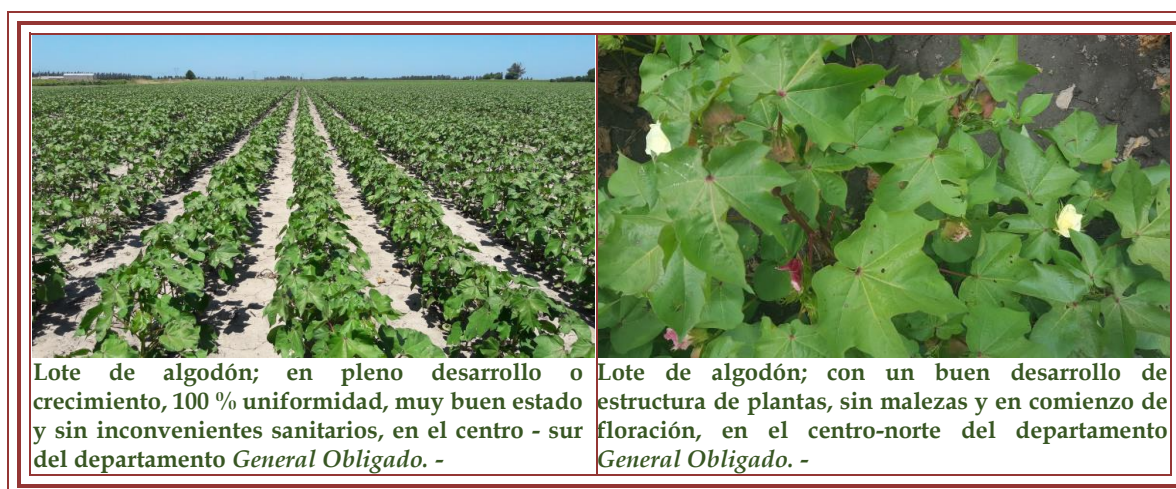 Lote de algodón; en pleno desarrollo o
crecimiento, 100 % uniformidad, muy buen estado
y sin inconvenientes sanitarios, en el centro - sur
del departamento General Obligado. -
Lote de algodón; con un buen desarrollo de
estructura de plantas, sin malezas y en comienzo de
floración, en el centro-norte del departamento
General Obligado. -